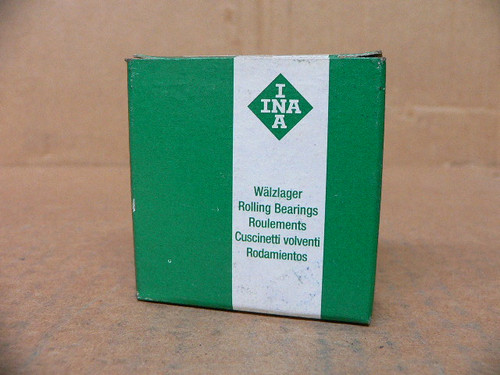 I
INA
A
Wälzlager
Rolling Bearings
Roulements
Cuscinetti volventi
Rodamientos